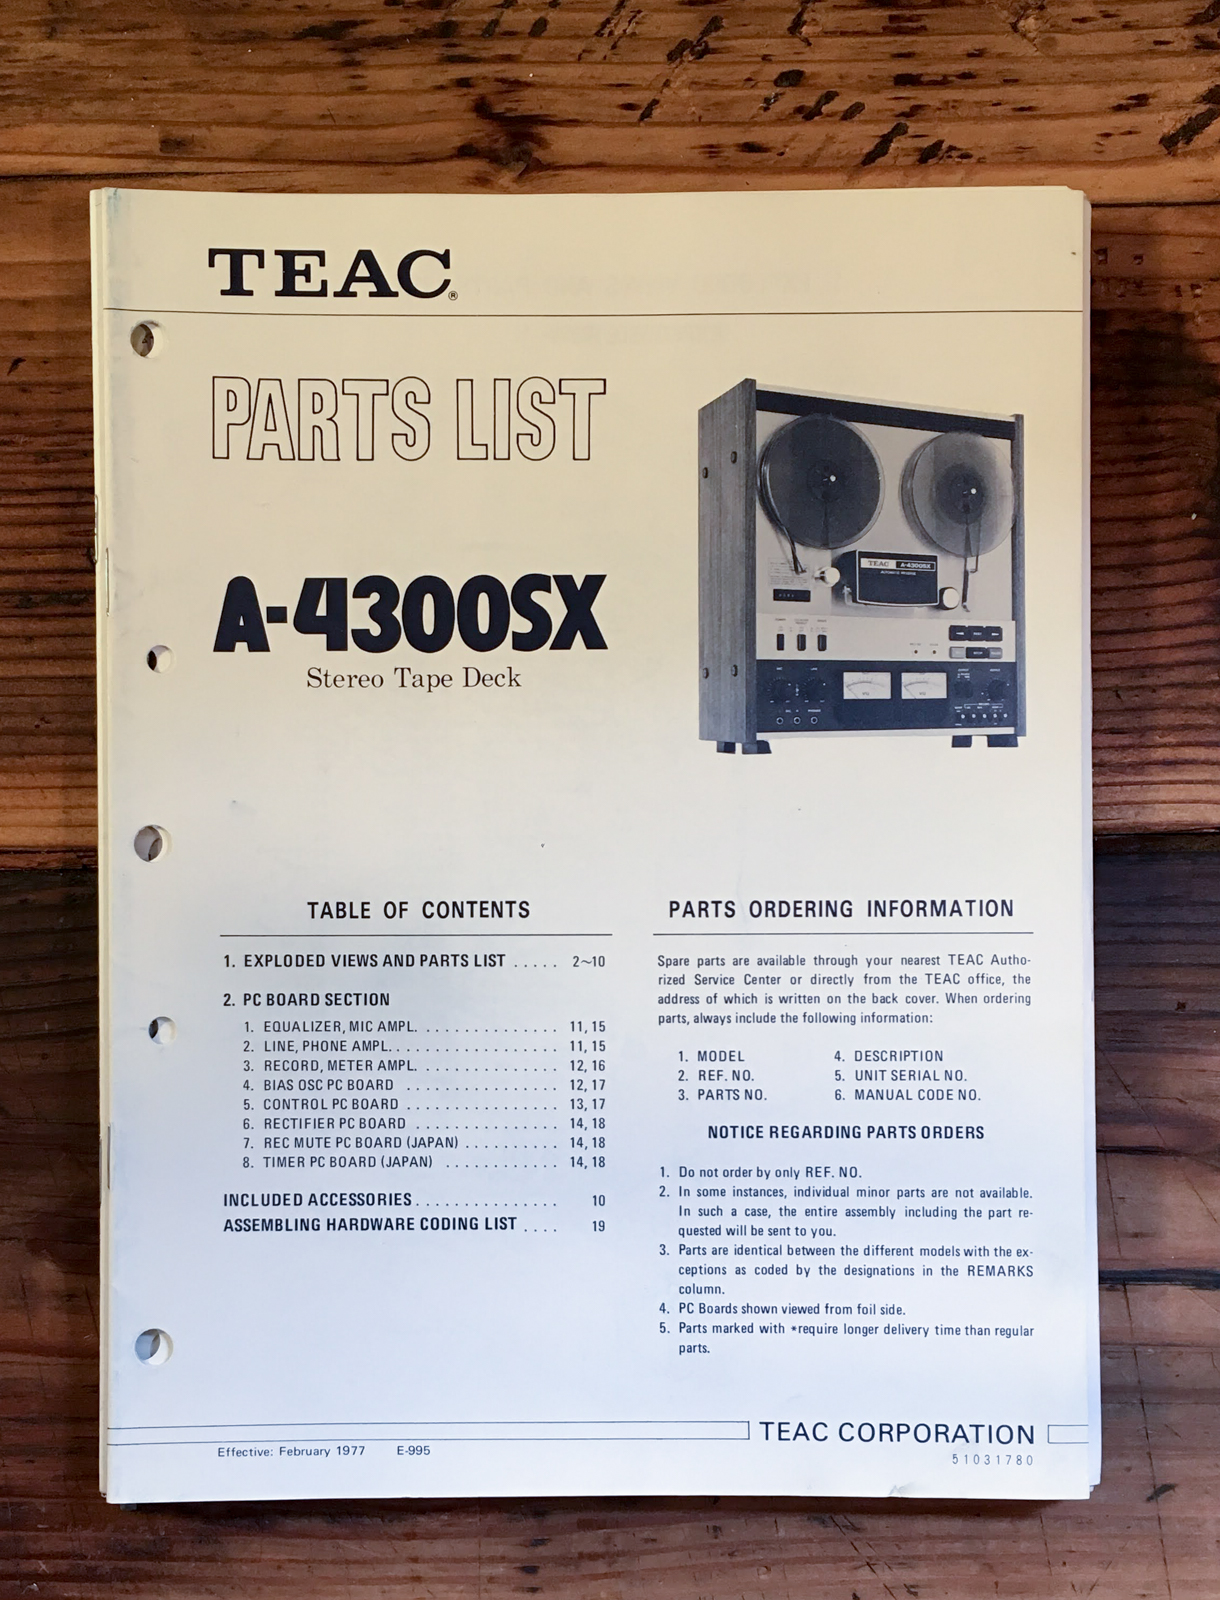 TEAC®
PARTS LIST
A-4300SX
Stereo Tape Deck
TEAC A-4300SX
TABLE OF CONTENTS
1. EXPLODED VIEWS AND PARTS LIST ..... 2~10
2. PC BOARD SECTION
1. EQUALIZER, MIC AMPL. .............. 11, 15
2. LINE, PHONE AMPL. ................ 11, 15
3. RECORD, METER AMPL. .............. 12, 16
4. BIAS OSC PC BOARD ............... 12, 17
5. CONTROL PC BOARD ................ 13, 17
6. RECTIFIER PC BOARD .............. 14, 18
7. REC MUTE PC BOARD (JAPAN) .......... 14, 18
8. TIMER PC BOARD (JAPAN) ............ 14, 18
INCLUDED ACCESSORIES .............. 10
ASSEMBLING HARDWARE CODING LIST .... 19
PARTS ORDERING INFORMATION
Spare parts are available through your nearest TEAC Autho-
rized Service Center or directly from the TEAC office, the
address of which is written on the back cover. When ordering
parts, always include the following information:
1. MODEL
2. REF. NO.
3. PARTS NO.
4. DESCRIPTION
5. UNIT SERIAL NO.
6. MANUAL CODE NO.
NOTICE REGARDING PARTS ORDERS
1. Do not order by only REF. NO.
2. In some instances, individual minor parts are not available.
In such a case, the entire assembly including the part re-
quested will be sent to you.
3. Parts are identical between the different models with the ex-
ceptions as coded by the designations in the REMARKS
column.
4. PC Boards shown viewed from foil side.
5. Parts marked with *require longer delivery time than regular
parts.
TEAC CORPORATION
Effective: February 1977 E-995
51031780